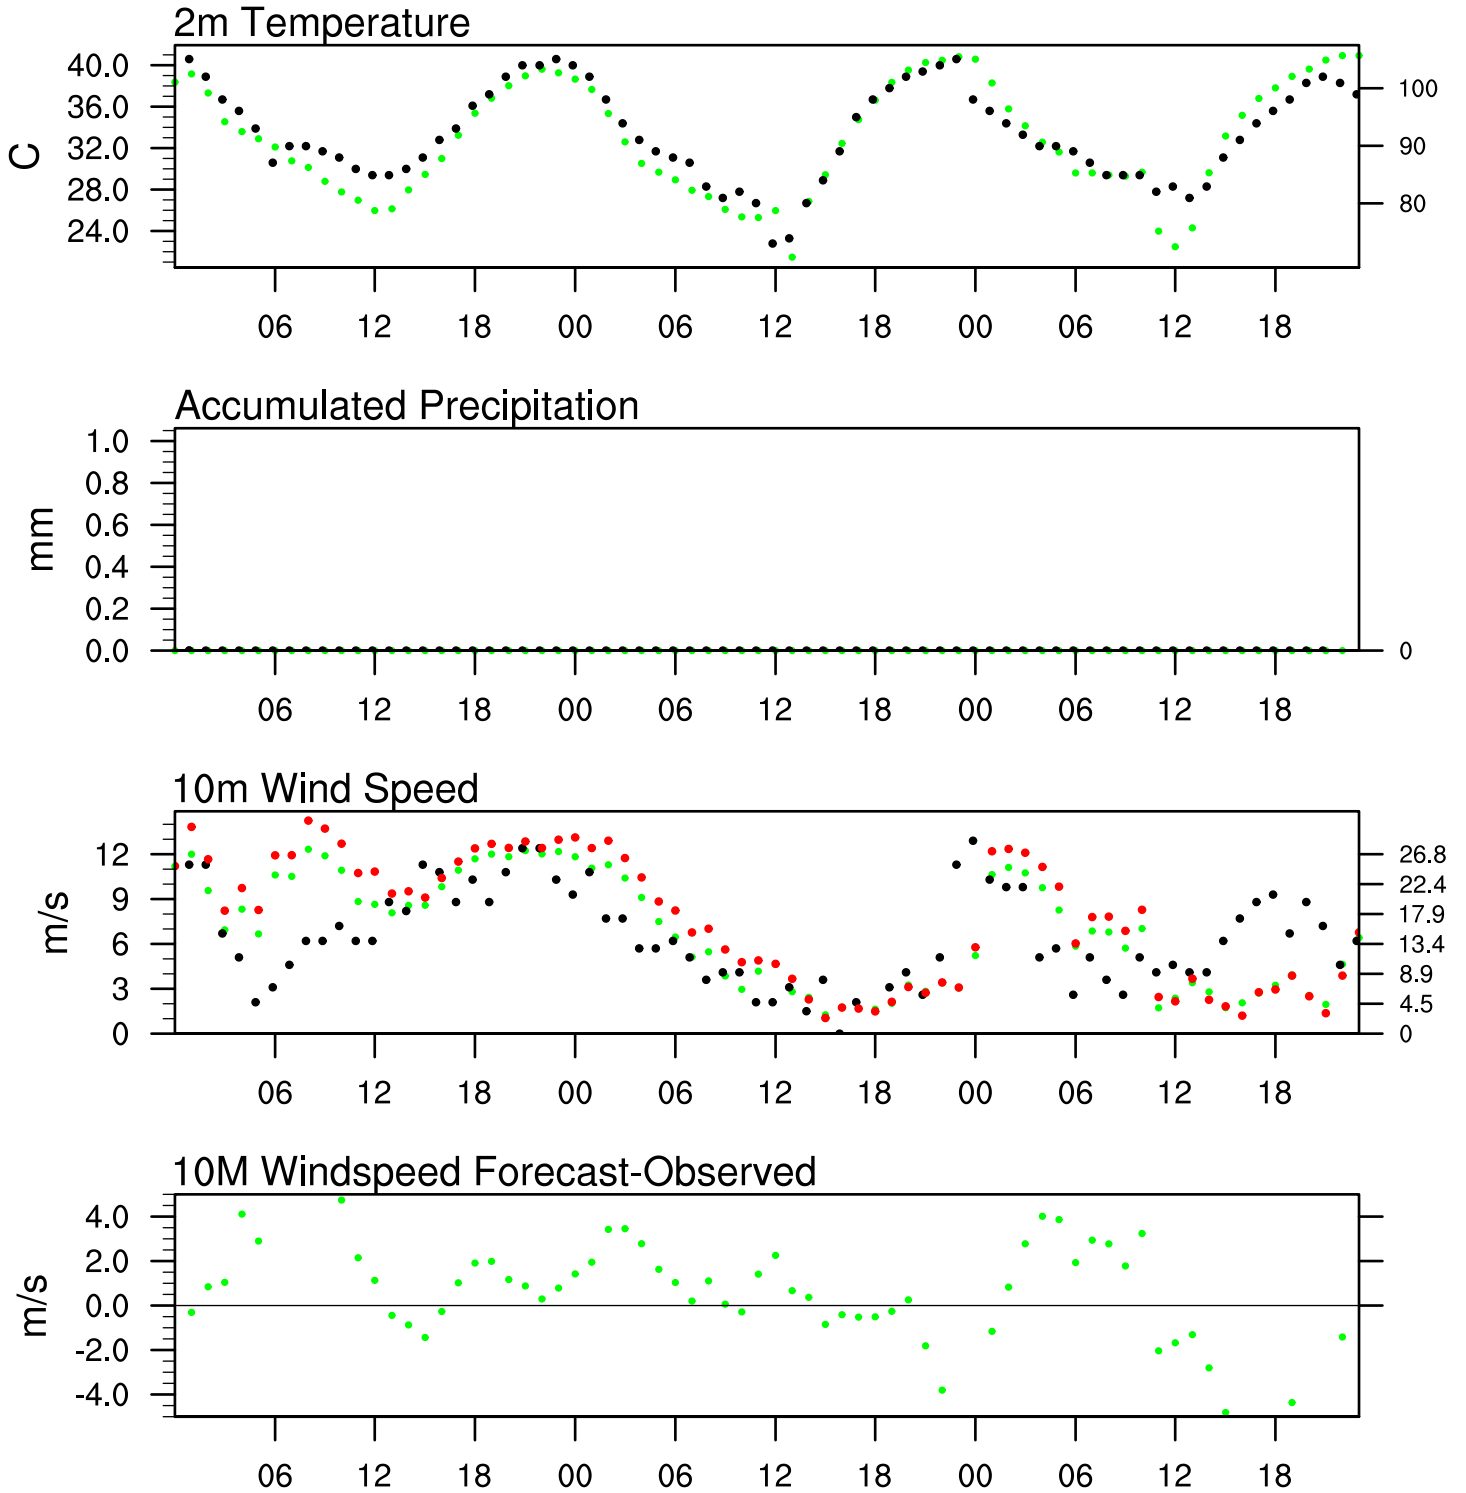 2m Temperature
40.0
36.0
32.0
28.0
24.0
C
100
90
80
06 12 18 00 06 12 18 00 06 12 18
Accumulated Precipitation
1.0
0.8
0.6
0.4
0.2
0.0
mm
0
06 12 18 00 06 12 18 00 06 12 18
10m Wind Speed
12
9
6
3
0
m/s
26.8
22.4
17.9
13.4
8.9
4.5
0
06 12 18 00 06 12 18 00 06 12 18
10M Windspeed Forecast-Observed
4.0
2.0
0.0
-2.0
-4.0
m/s
06 12 18 00 06 12 18 00 06 12 18